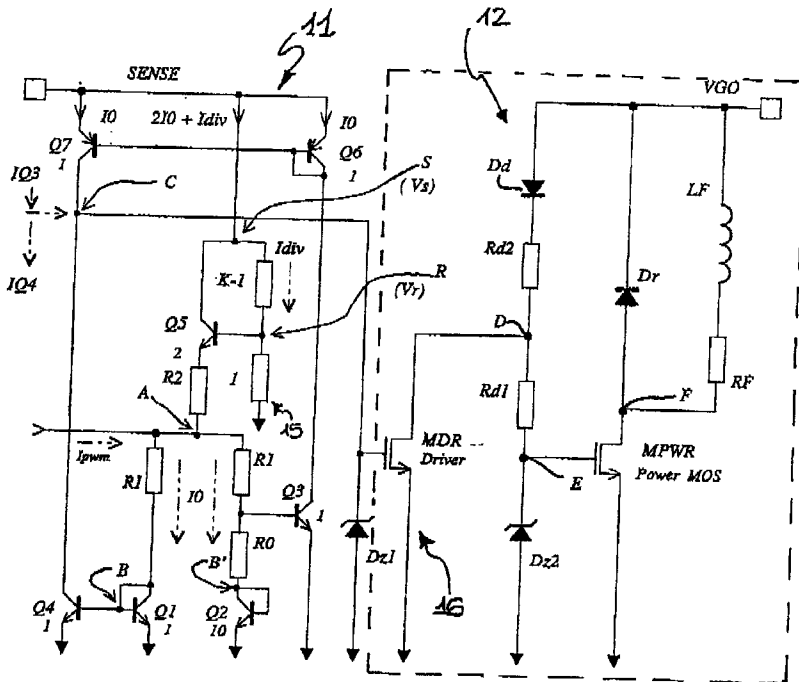 11
12
SENSE
VGO
I0
2I0 + Idiv
I0
Q7
1
Q6
1
Dd
LF
IQ3
C
S
(Vs)
Rd2
IQ4
Idiv
K-1
R
(Vr)
Dr
Q5
2
D
R2
1
Rd1
F
RF
A
15
MDR
Driver
MPWR
Power MOS
E
Ipwm
R1
I0
R1
Q3
1
R0
Dz1
Dz2
B
B'
16
Q4
1
Q1
1
Q2
10